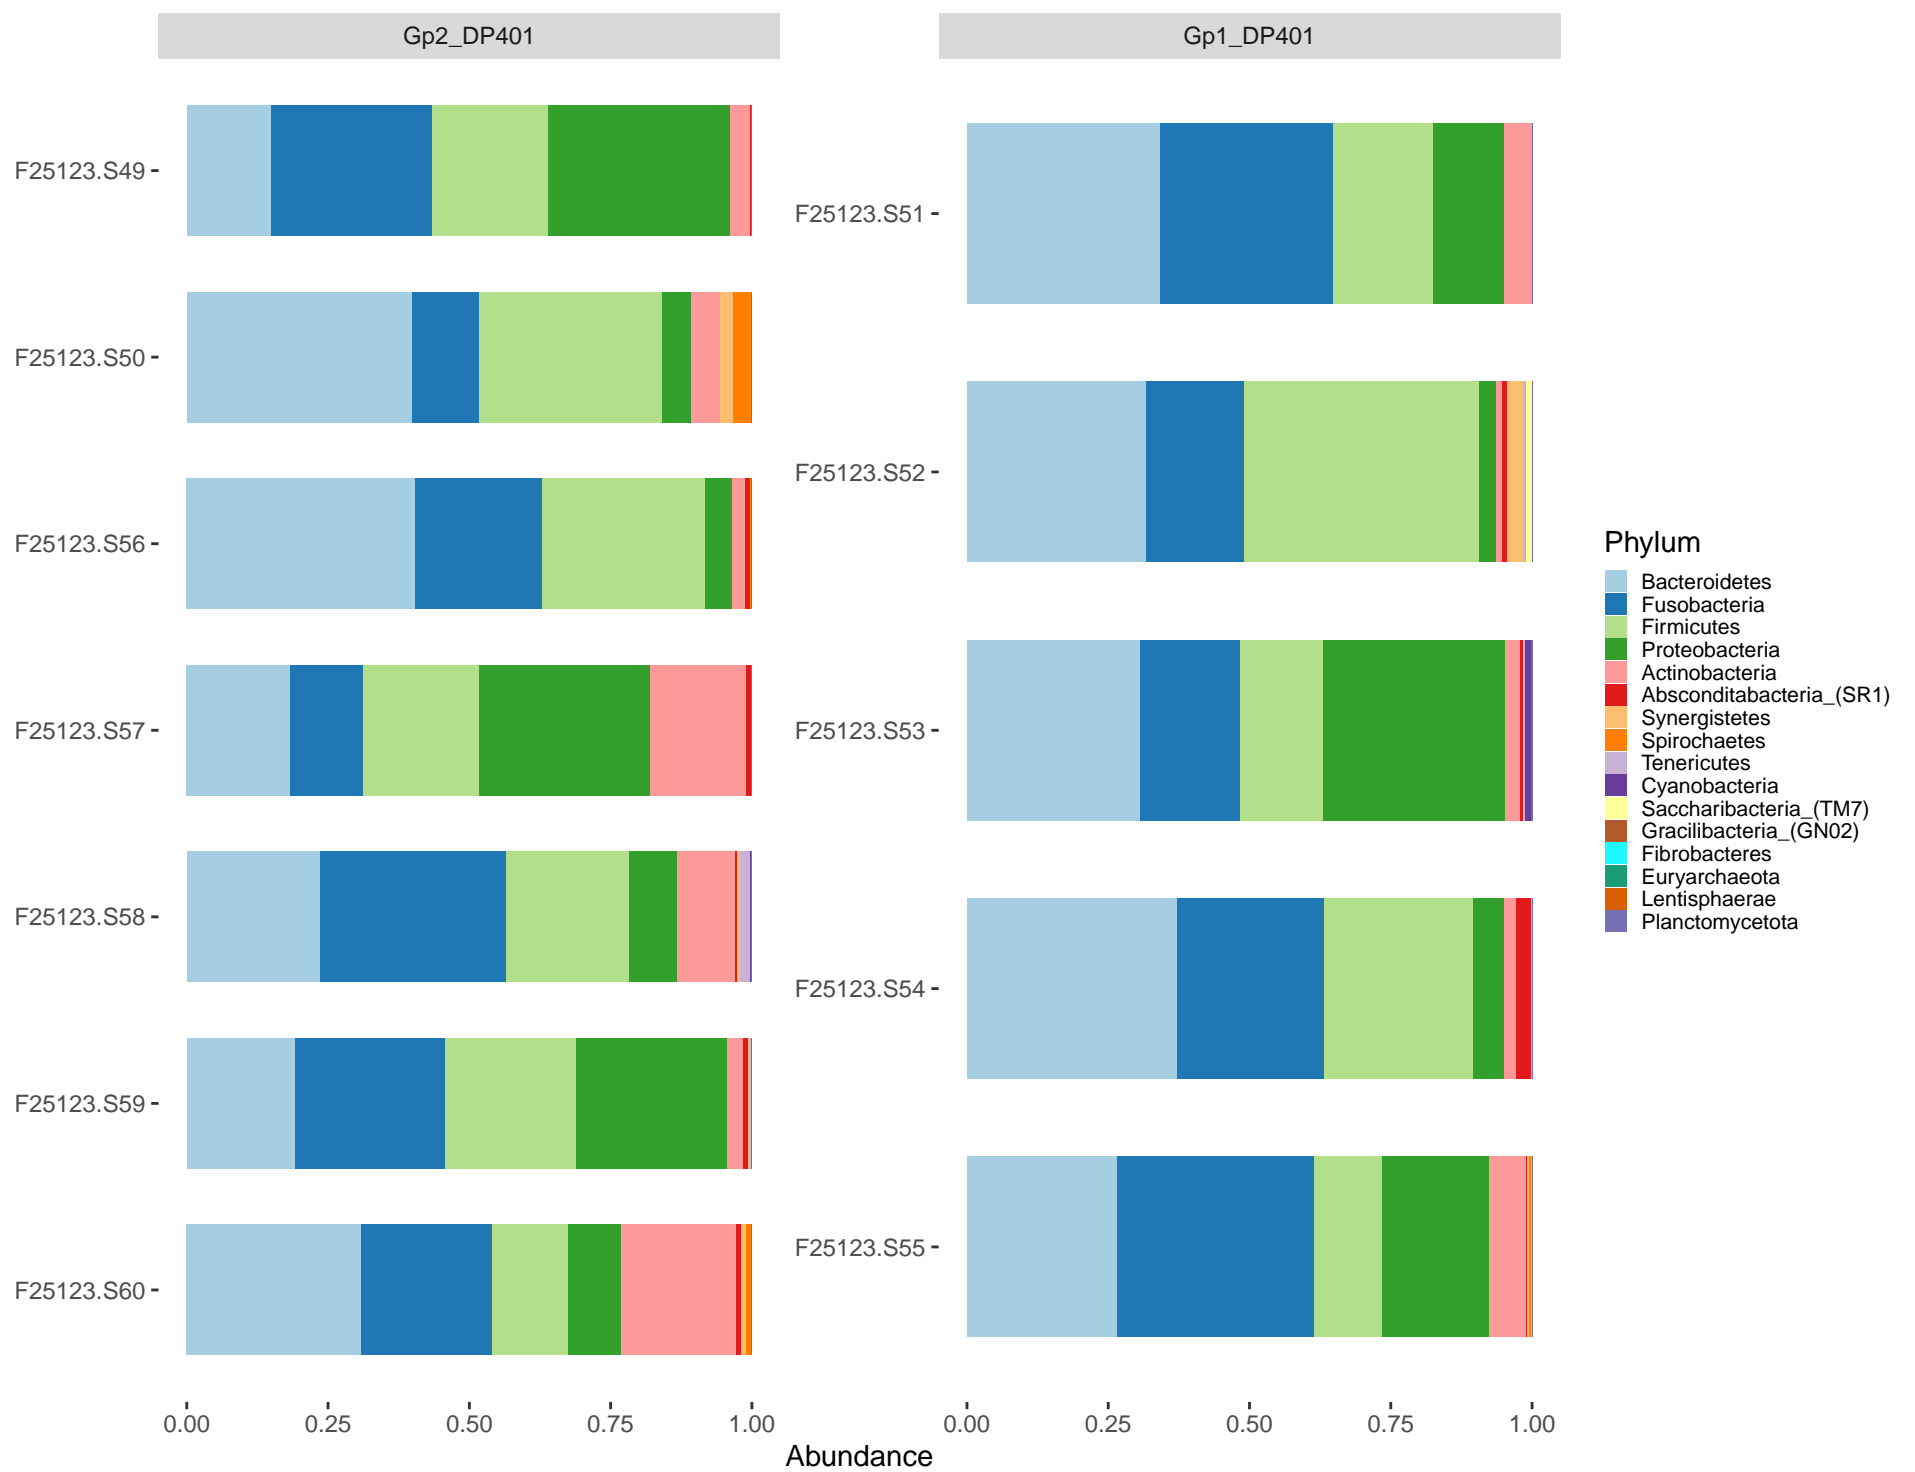 Gp2_DP401
Gp1_DP401
F25123.S49
F25123.S50
F25123.S56
F25123.S57
F25123.S58
F25123.S59
F25123.S60
F25123.S51
F25123.S52
F25123.S53
F25123.S54
F25123.S55
0.00 0.25 0.50 0.75 1.00
0.00 0.25 0.50 0.75 1.00
Abundance
Phylum
Bacteroidetes
Fusobacteria
Firmicutes
Proteobacteria
Actinobacteria
Absconditabacteria_(SR1)
Synergistetes
Spirochaetes
Tenericutes
Cyanobacteria
Saccharibacteria_(TM7)
Gracilibacteria_(GN02)
Fibrobacteres
Euryarchaeota
Lentisphaerae
Planctomycetota